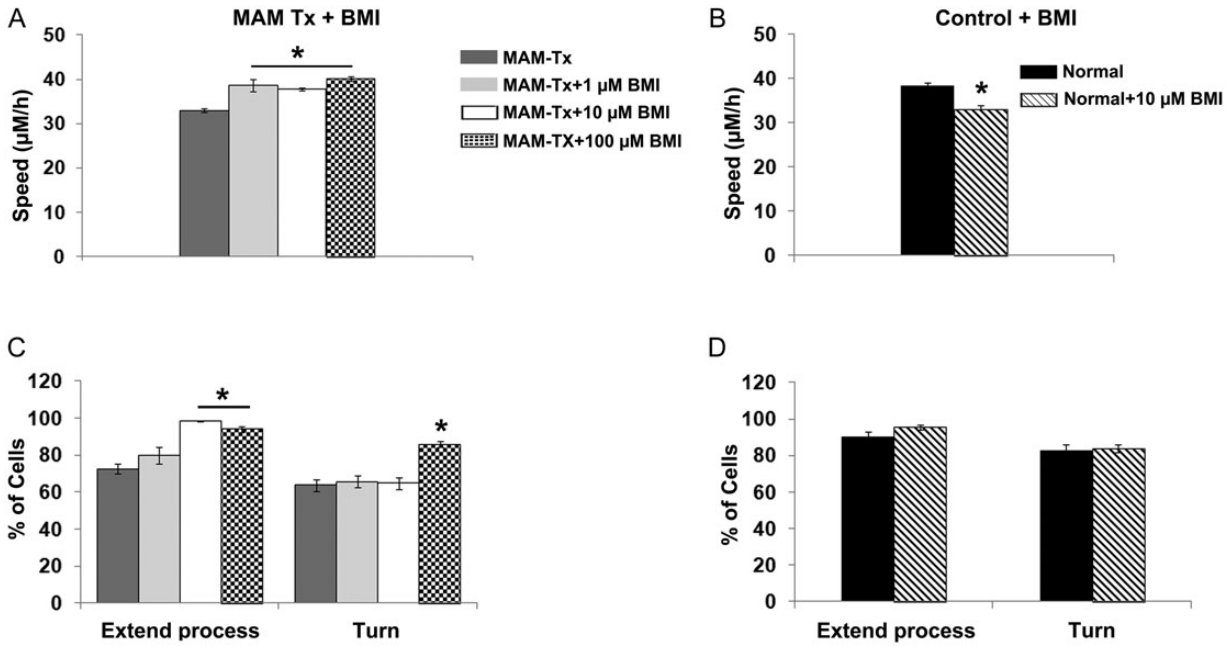 A
MAM Tx + BMI
Speed (µM/h)
50
40
30
20
10
0
*
MAM-Tx
MAM-Tx+1 µM BMI
MAM-Tx+10 µM BMI
MAM-TX+100 µM BMI
B
Control + BMI
Speed (µM/h)
50
40
30
20
10
0
*
Normal
Normal+10 µM BMI
C
% of Cells
120
100
80
60
40
20
0
*
*
Extend process
Turn
D
% of Cells
120
100
80
60
40
20
0
Extend process
Turn